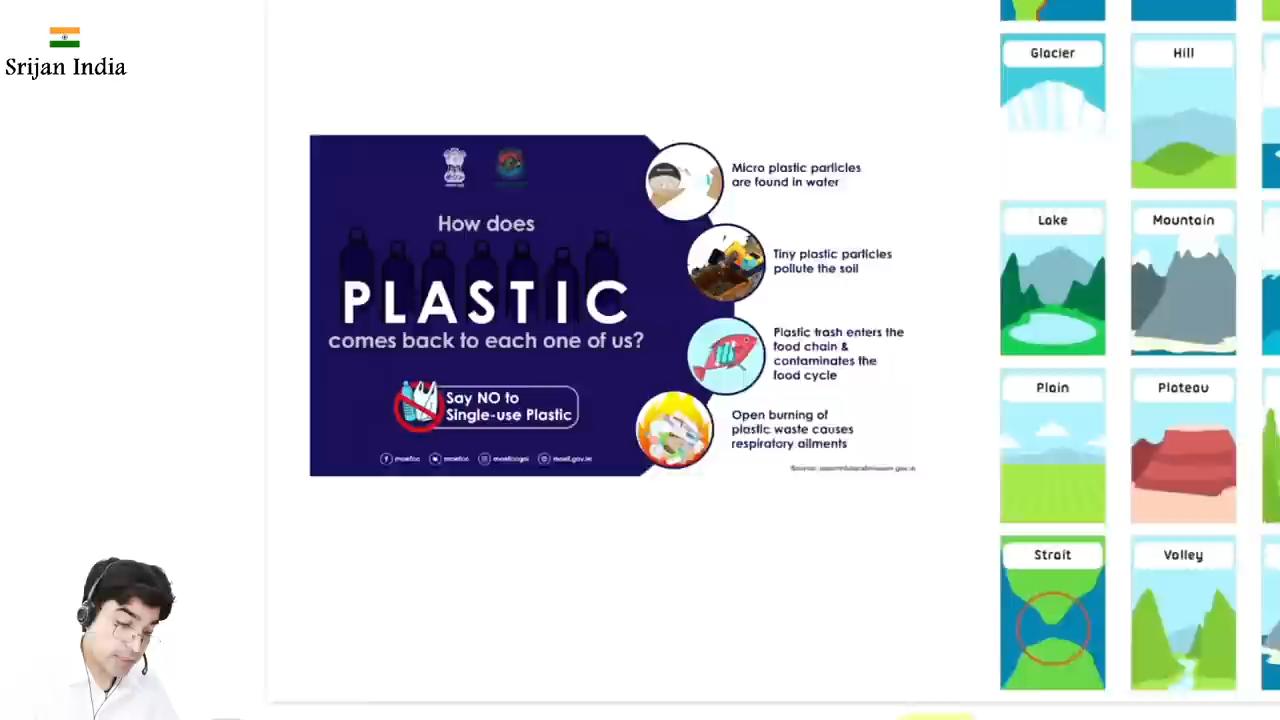 Srijan India
How does
PLASTIC
comes back to each one of us?
Say NO to
Single-use Plastic
Micro plastic particles
are found in water
Tiny plastic particles
pollute the soil
Plastic trash enters the
food chain &
contaminates the
food cycle
Open burning of
plastic waste causes
respiratory ailments
Glacier
Hill
Lake
Mountain
Plain
Plateau
Strait
Valley